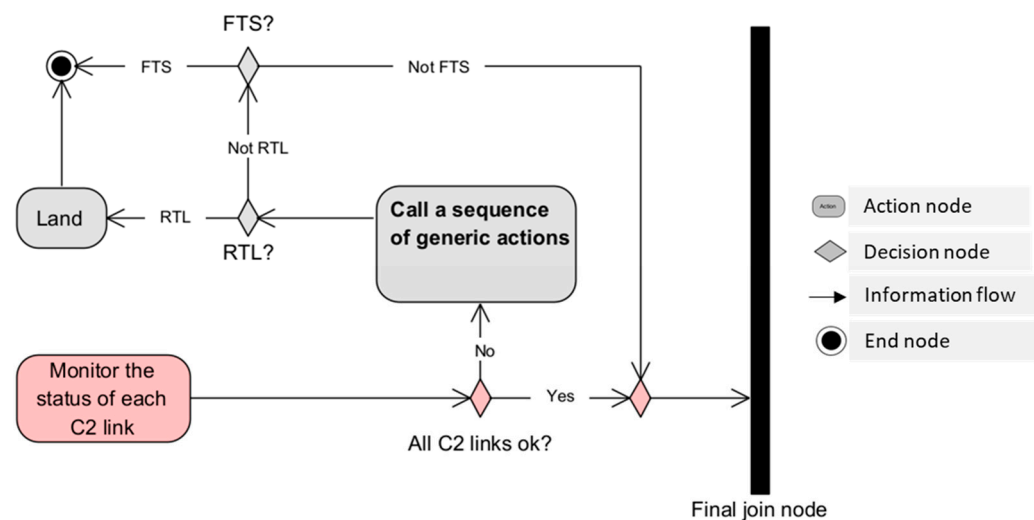 FTS?
FTS
Not FTS
Not RTL
Land
RTL
RTL?
Call a sequence
of generic actions
No
Monitor the
status of each
C2 link
Yes
All C2 links ok?
Final join node
Action
Action node
Decision node
Information flow
End node